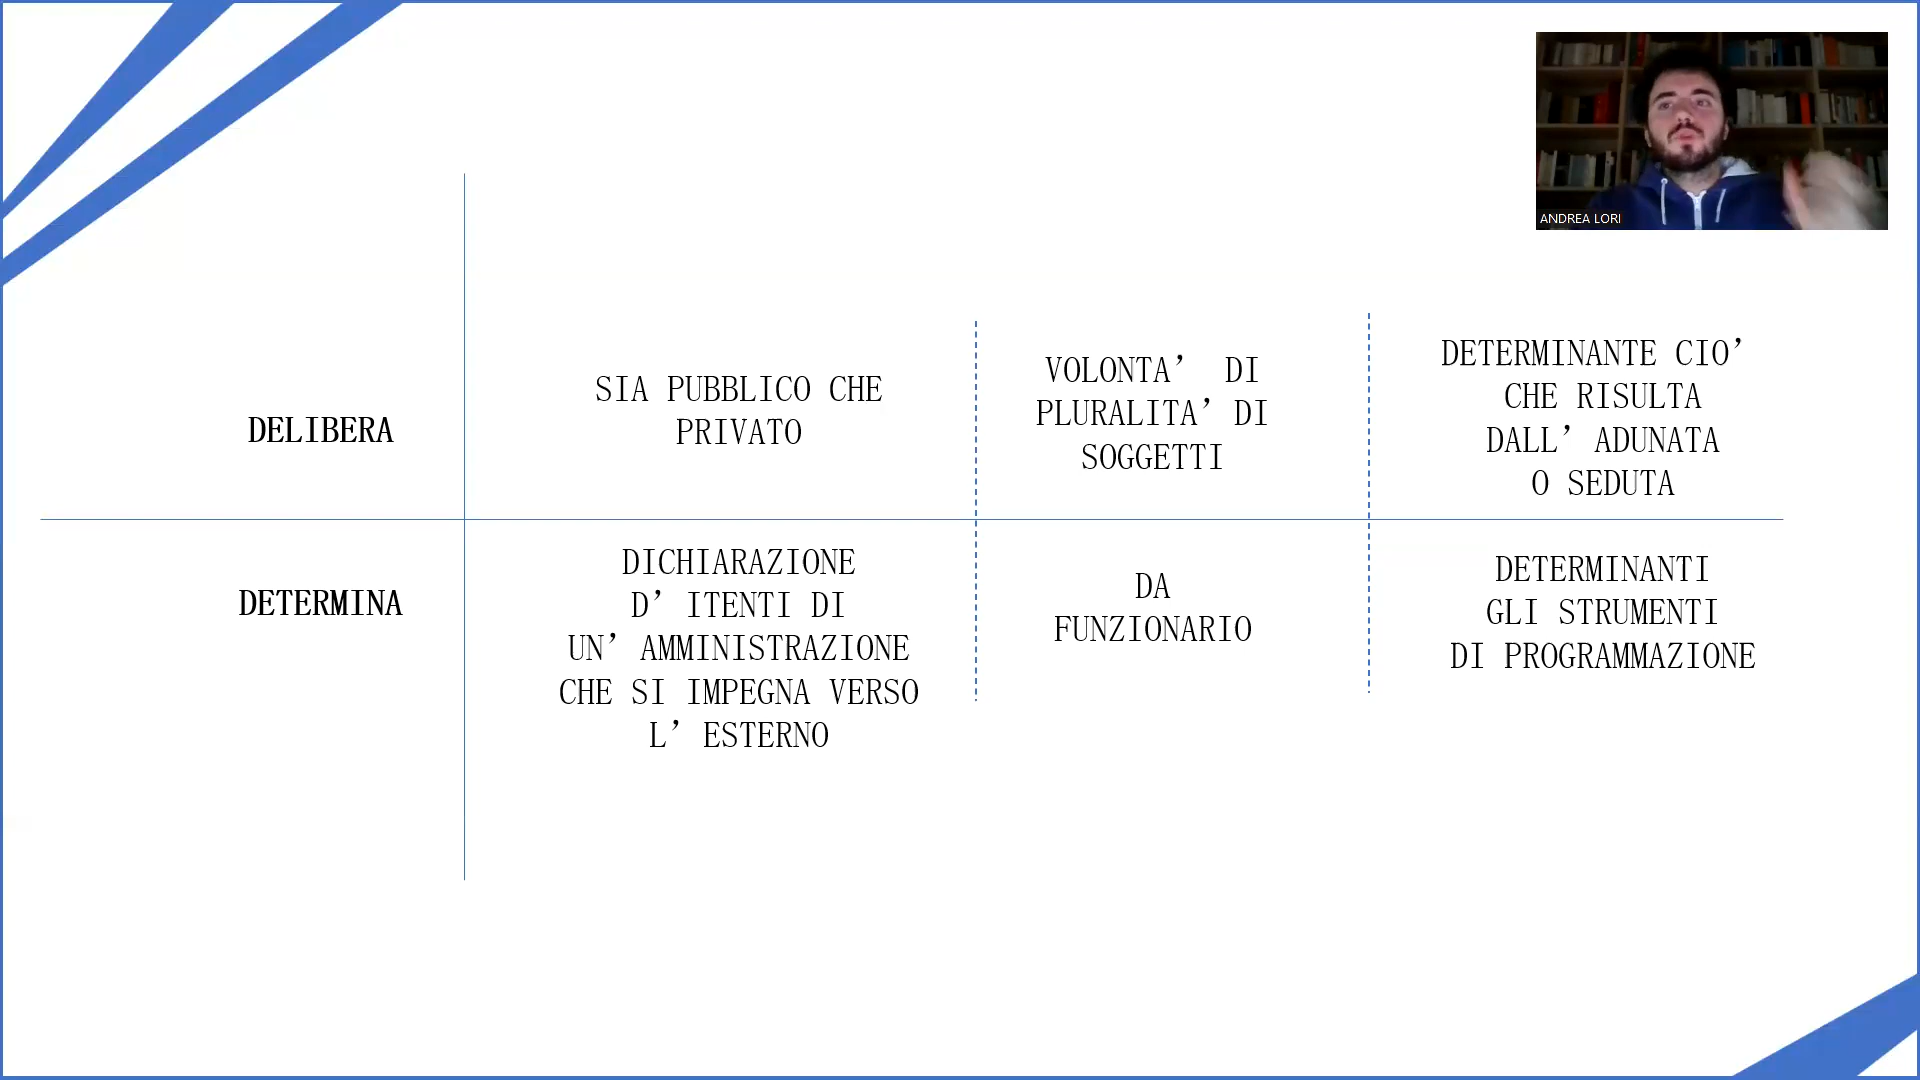 ANDREA LORI
DELIBERA
SIA PUBBLICO CHE
PRIVATO
VOLONTA’ DI
PLURALITA’ DI
SOGGETTI
DETERMINANTE CIO’
CHE RISULTA
DALL’ ADUNATA
O SEDUTA
DETERMINA
DICHIARAZIONE
D’ ITENTI DI
UN’ AMMINISTRAZIONE
CHE SI IMPEGNA VERSO
L’ ESTERNO
DA
FUNZIONARIO
DETERMINANTI
GLI STRUMENTI
DI PROGRAMMAZIONE